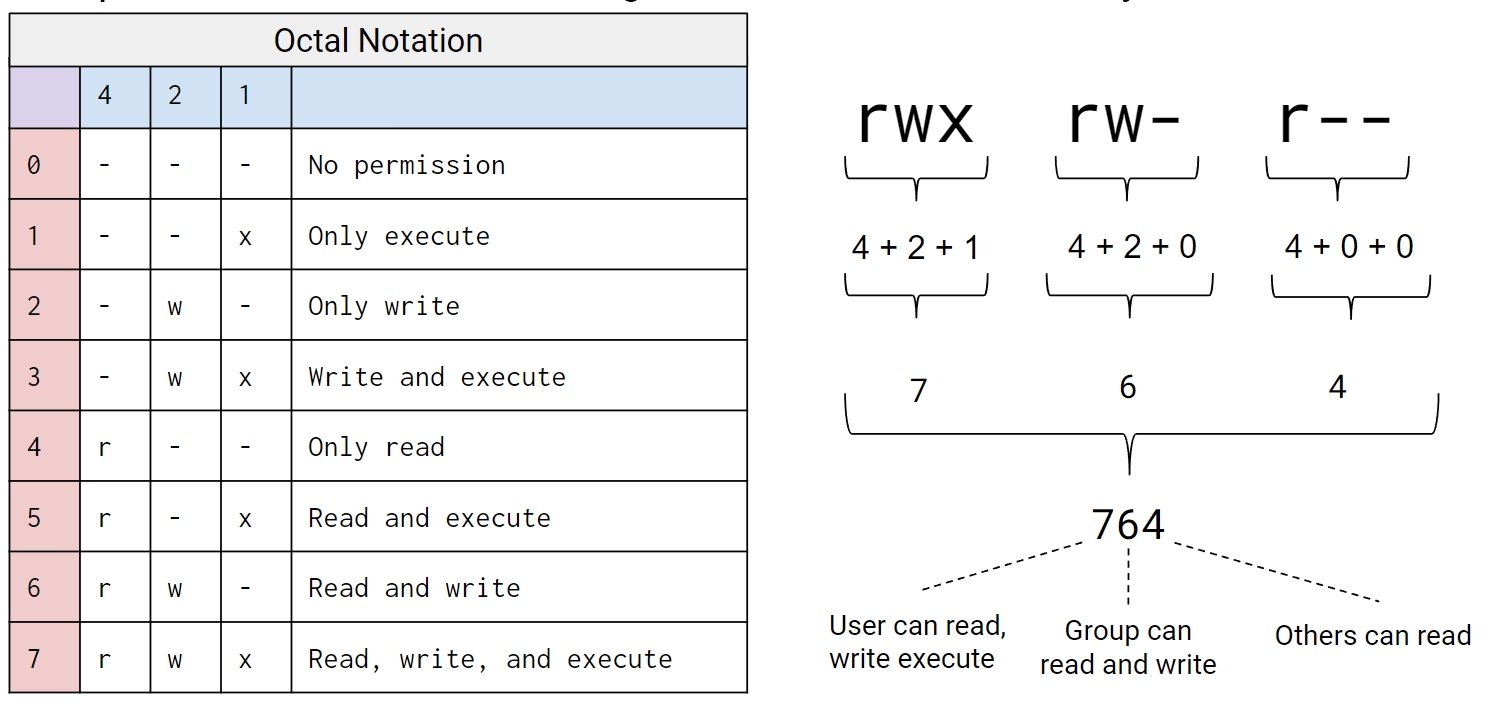 Octal Notation
4 2 1
0 - - - No permission
1 - - x Only execute
2 - w - Only write
3 - w x Write and execute
4 r - - Only read
5 r - x Read and execute
6 r w - Read and write
7 r w x Read, write, and execute
rwx rw- r--
4 + 2 + 1 4 + 2 + 0 4 + 0 + 0
7 6 4
764
User can read,
write execute
Group can
read and write
Others can read